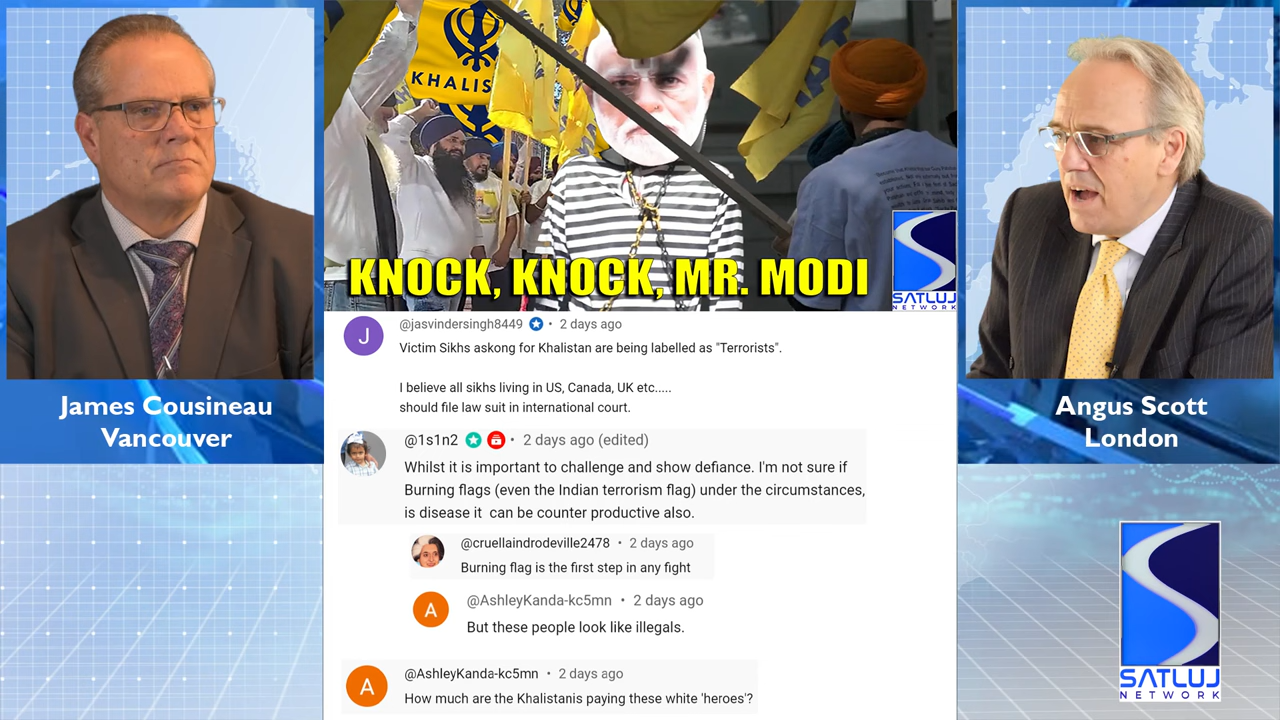 KHALIS
KNOCK, KNOCK, MR. MODI
SATLUJ
NETWORK
James Cousineau
Vancouver
Angus Scott
London
J
@jasvindersingh8449 • 2 days ago
Victim Sikhs askong for Khalistan are being labelled as "Terrorists".
I believe all sikhs living in US, Canada, UK etc.....
should file law suit in international court.
@1s1n2 • 2 days ago (edited)
Whilst it is important to challenge and show defiance. I'm not sure if
Burning flags (even the Indian terrorism flag) under the circumstances,
is disease it can be counter productive also.
@cruellaindrodeville2478 • 2 days ago
Burning flag is the first step in any fight
A
@AshleyKanda-kc5mn • 2 days ago
But these people look like illegals.
A
@AshleyKanda-kc5mn • 2 days ago
How much are the Khalistanis paying these white 'heroes'?
SATLUJ
NETWORK